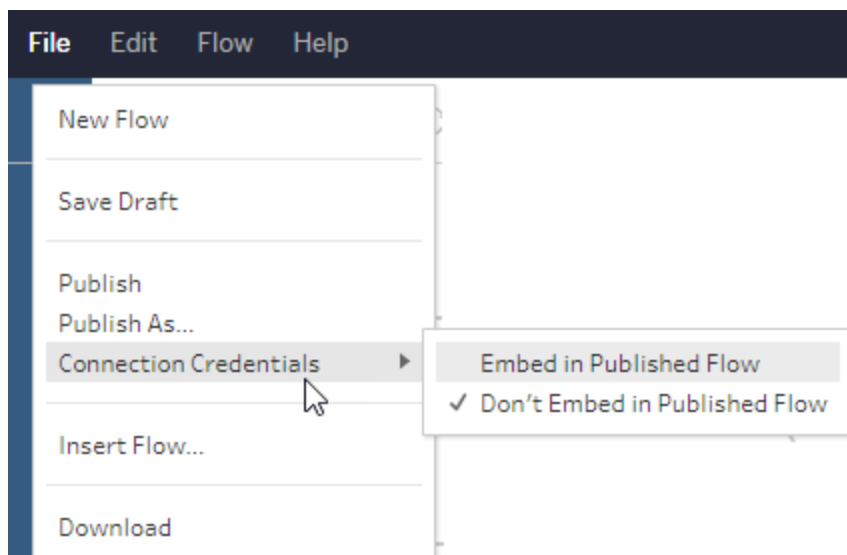 File Edit Flow Help
New Flow
Save Draft
Publish
Publish As...
Connection Credentials
Embed in Published Flow
✓ Don't Embed in Published Flow
Insert Flow...
Download